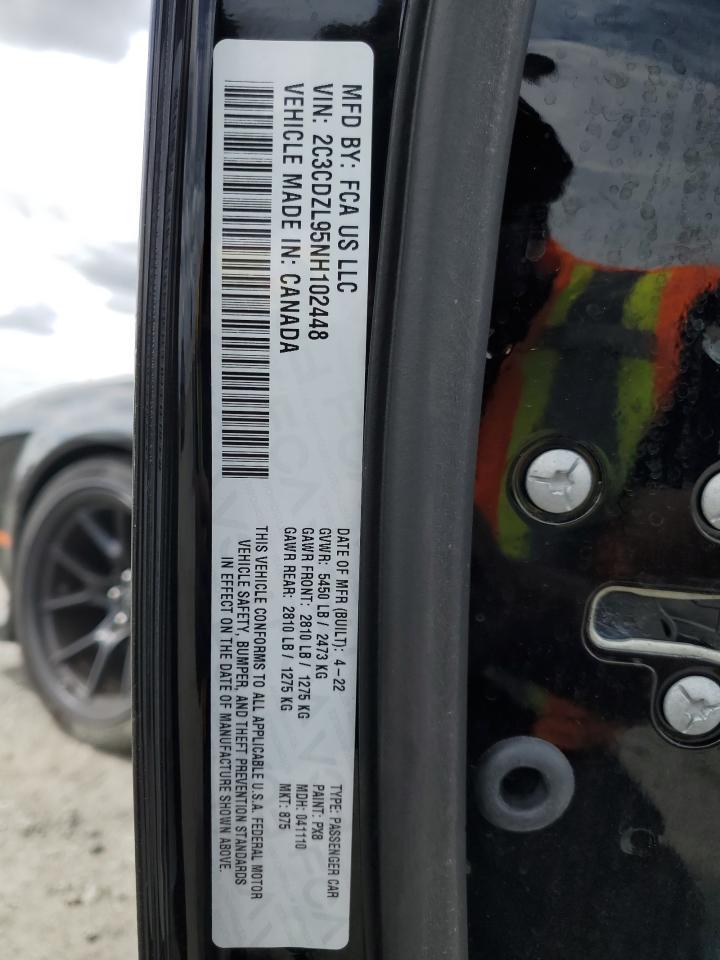 MFD BY: FCA US LLC
VIN: 2C3CDZL95NH102448
VEHICLE MADE IN: CANADA
DATE OF MFR (BUILT): 4-22
GVWR: 5450 LB / 2473 KG
GAWR FRONT: 2810 LB / 1275 KG
GAWR REAR: 2810 LB / 1275 KG
TYPE: PASSENGER CAR
PAINT: PX8
MDH: 041110
MKT: 875
THIS VEHICLE CONFORMS TO ALL APPLICABLE U.S.A. FEDERAL MOTOR
VEHICLE SAFETY, BUMPER, AND THEFT PREVENTION STANDARDS
IN EFFECT ON THE DATE OF MANUFACTURE SHOWN ABOVE.